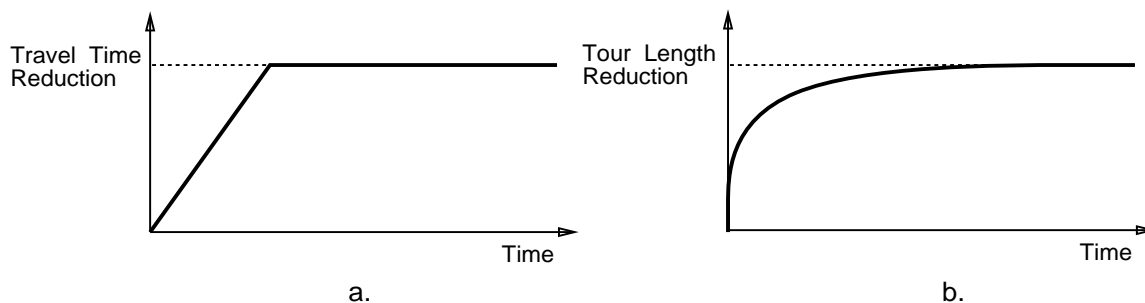 Travel Time
Reduction
Time
a.
Tour Length
Reduction
Time
b.